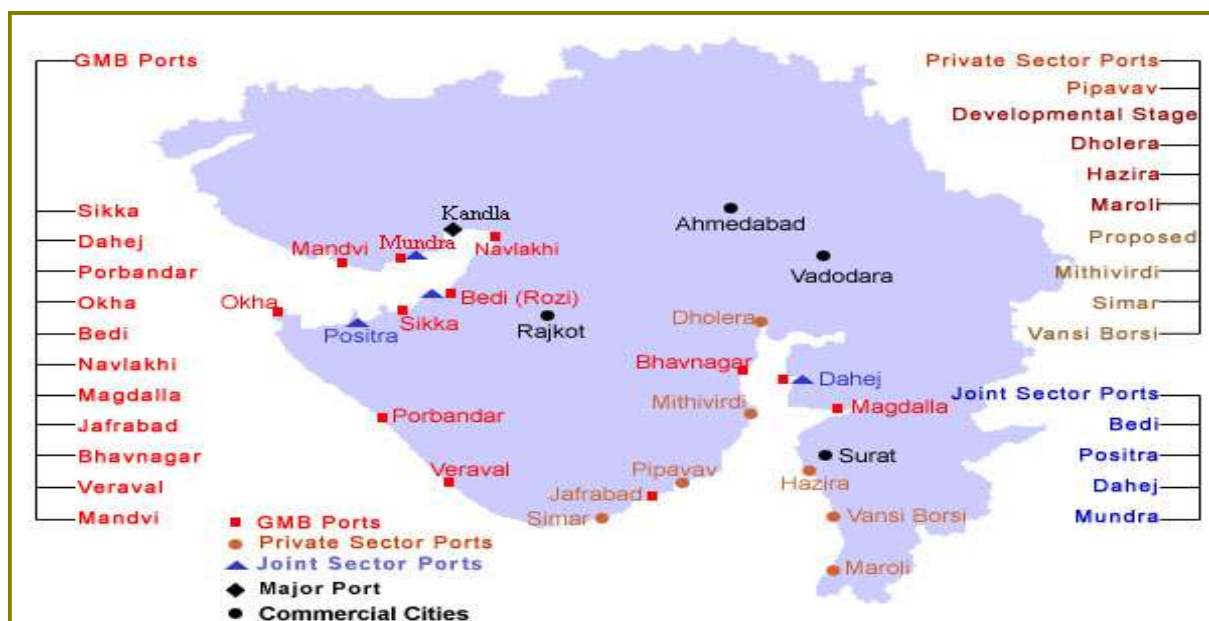 GMB Ports
Sikka
Dahej
Porbandar
Okha
Bedi
Navlakhi
Magdalla
Jafrabad
Bhavnagar
Veraval
Mandvi
Kandla
Mundra
Mandvi
Navlakhi
Okha
Bedi (Rozi)
Sikka
Positra
Rajkot
Ahmedabad
Vadodara
Dholera
Bhavnagar
Dahej
Mithivirdi
Magdalla
Porbandar
Veraval
Pipavav
Surat
Jafrabad
Hazira
Simar
Vansi Borsi
Maroli
GMB Ports
Private Sector Ports
Joint Sector Ports
Major Port
Commercial Cities
Private Sector Ports
Pipavav
Developmental Stage
Dholera
Hazira
Maroli
Proposed
Mithivirdi
Simar
Vansi Borsi
Joint Sector Ports
Bedi
Positra
Dahej
Mundra